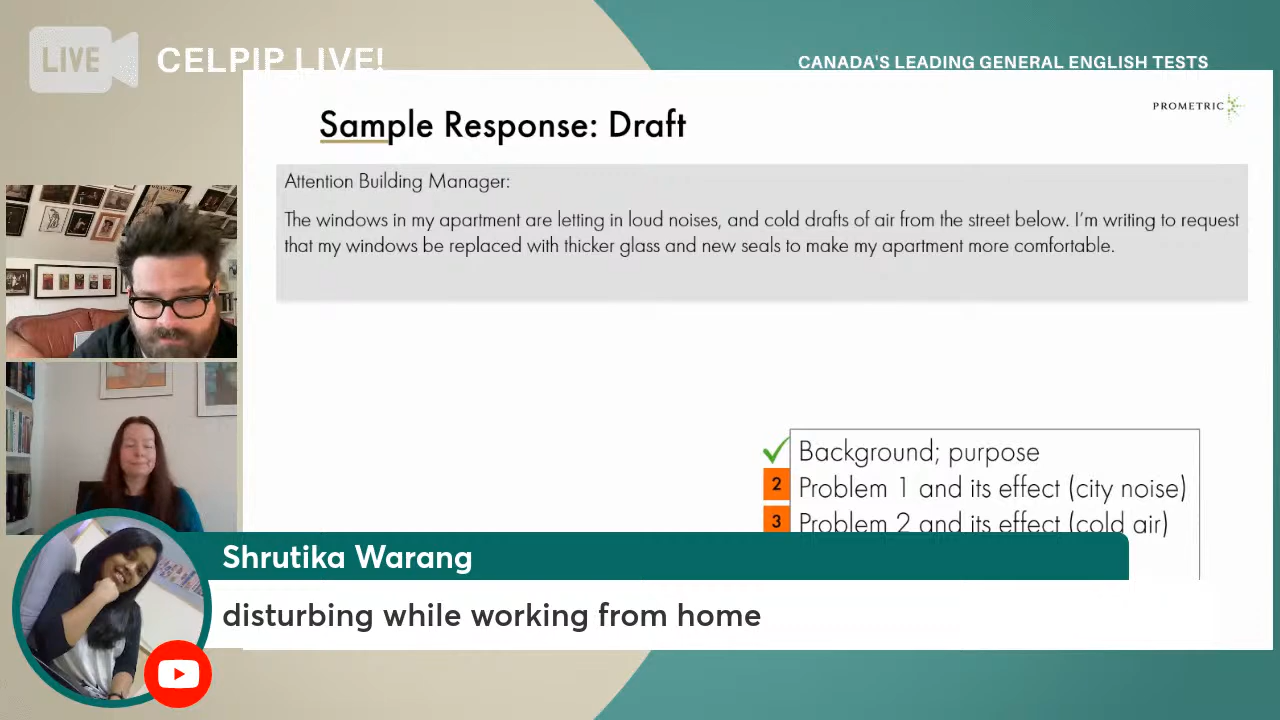 LIVE
CELPIP LIVE!
CANADA'S LEADING GENERAL ENGLISH TESTS
PROMETRIC
Sample Response: Draft
Attention Building Manager:
The windows in my apartment are letting in loud noises, and cold drafts of air from the street below. I'm writing to request
that my windows be replaced with thicker glass and new seals to make my apartment more comfortable.
Background; purpose
2 Problem 1 and its effect (city noise)
3 Problem 2 and its effect (cold air)
Shrutika Warang
disturbing while working from home